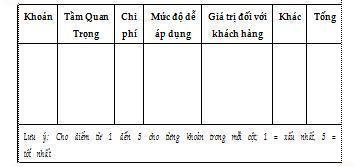 Khoán Tầm Quan Chi Mức độ dễ Giá trị đối với Khác Tổng
Trọng phí áp dụng khách hàng
Lưu ý: Cho điểm từ 1 đến 5 cho từng khoản trong mỗi cột; 1 = xấu nhất, 5 =
tốt nhất